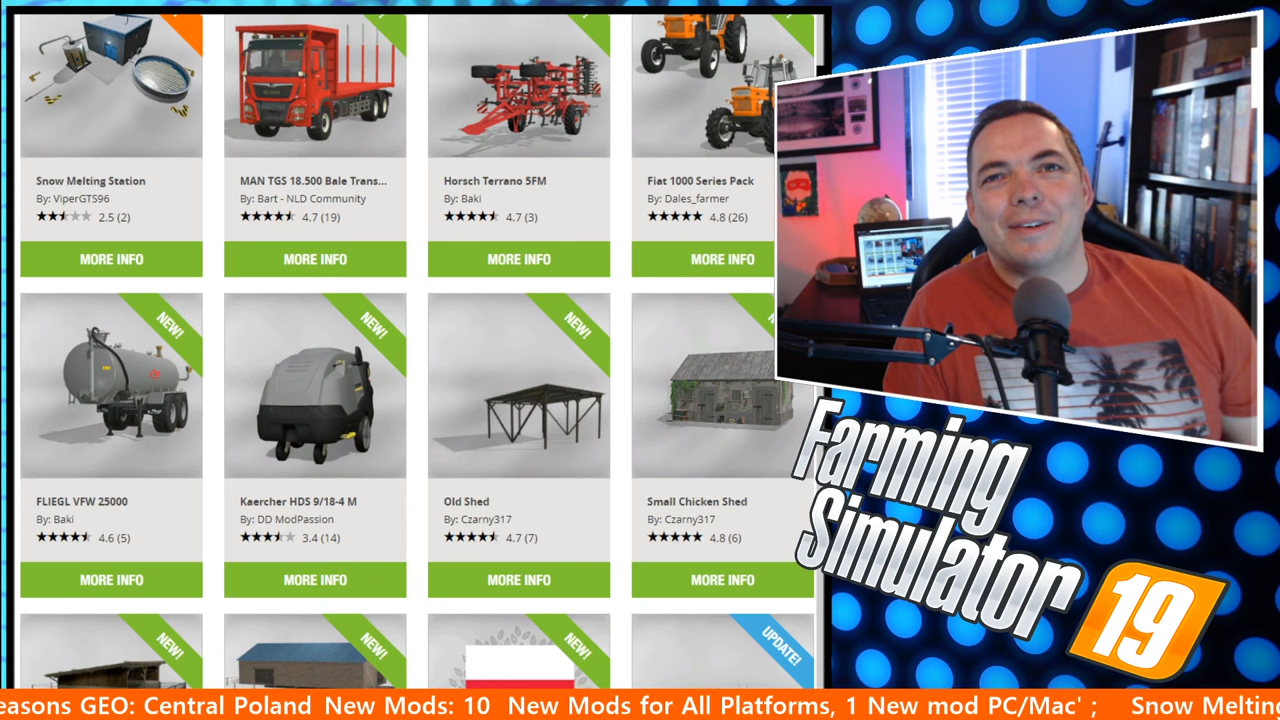 Snow Melting Station
By: ViperGTS96
2.5 (2)
MORE INFO
MAN TGS 18.500 Bale Trans...
By: Bart - NLD Community
4.7 (19)
MORE INFO
Horsch Terrano 5FM
By: Baki
4.7 (3)
MORE INFO
Fiat 1000 Series Pack
By: Dales_farmer
4.8 (26)
MORE INFO
NEW!
FLIEGL VFW 25000
By: Baki
4.6 (5)
MORE INFO
NEW!
Kaercher HDS 9/18-4 M
By: DD ModPassion
3.4 (14)
MORE INFO
NEW!
Old Shed
By: Czarny317
4.7 (7)
MORE INFO
Small Chicken Shed
By: Czarny317
4.8 (6)
MORE INFO
NEW!
NEW!
NEW!
UPDATE!
Farming
Simulator
19
easons GEO: Central Poland New Mods: 10 New Mods for All Platforms, 1 New mod PC/Mac' ; Snow Melting